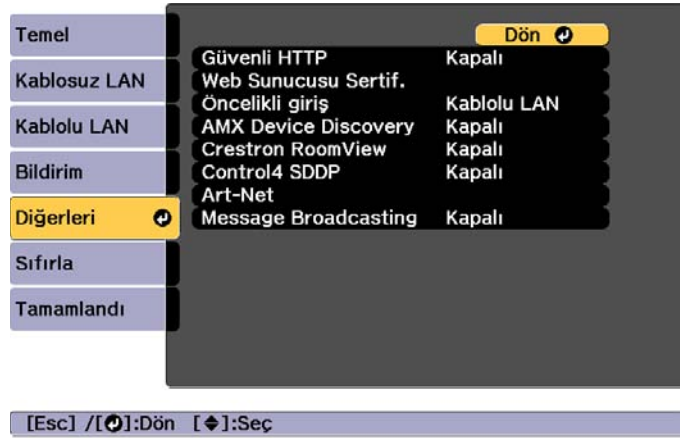 Temel
Kablosuz LAN
Kablolu LAN
Bildirim
Diğerleri
Sıfırla
Tamamlandı
Dön
Güvenli HTTP Kapalı
Web Sunucusu Sertif.
Öncelikli giriş Kablolu LAN
AMX Device Discovery Kapalı
Crestron RoomView Kapalı
Control4 SDDP Kapalı
Art-Net
Message Broadcasting Kapalı
[Esc] /[⏎]:Dön [◆]:Seç